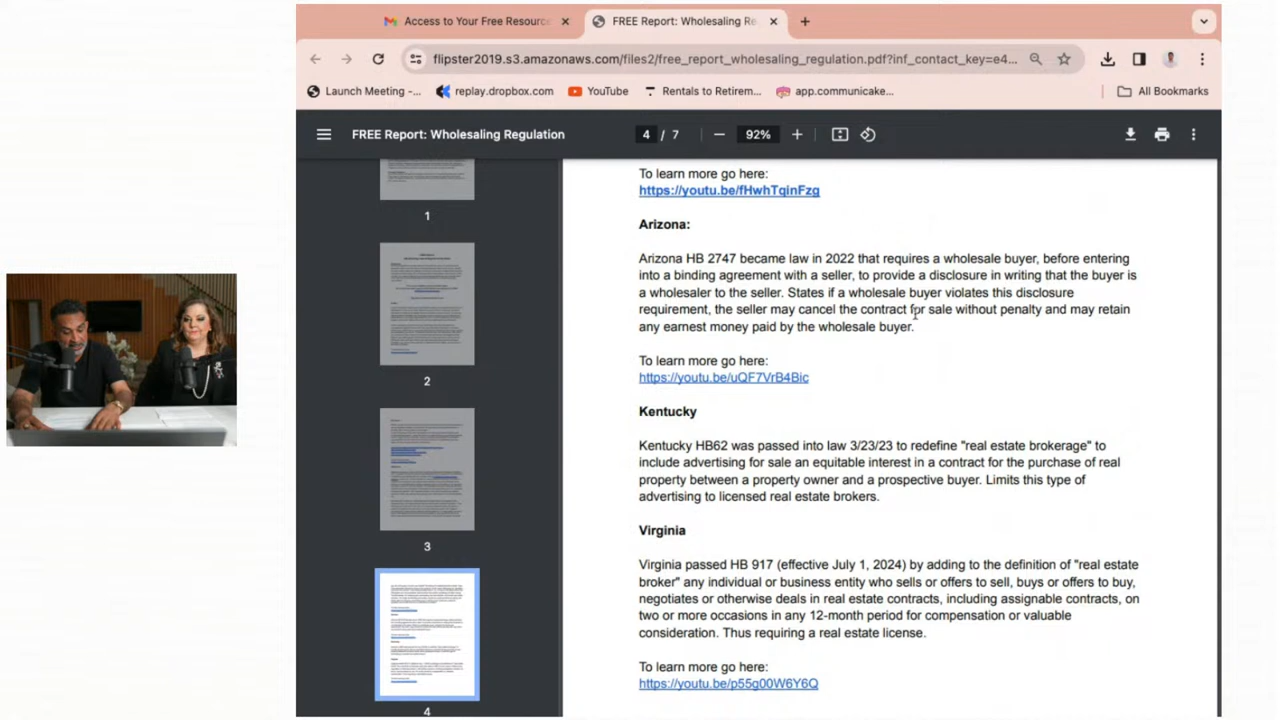 Access to Your Free Resource
FREE Report: Wholesaling Re
flipster2019.s3.amazonaws.com/files2/free_report_wholesaling_regulation.pdf?inf_contact_key=e4...
Launch Meeting -...
replay.dropbox.com
YouTube
Rentals to Retirem...
app.communicake...
All Bookmarks
FREE Report: Wholesaling Regulation
4 / 7
92%
1
2
3
4
To learn more go here:
https://youtu.be/fHwhTqinFzg
Arizona:
Arizona HB 2747 became law in 2022 that requires a wholesale buyer, before entering
into a binding agreement with a seller, to provide a disclosure in writing that the buyer is
a wholesaler to the seller. States if a wholesale buyer violates this disclosure
requirement, the seller may cancel the contract for sale without penalty and may retain
any earnest money paid by the wholesale buyer.
To learn more go here:
https://youtu.be/uQF7VrB4Bic
Kentucky
Kentucky HB62 was passed into law 3/23/23 to redefine "real estate brokerage" to
include advertising for sale an equitable interest in a contract for the purchase of real
property between a property owner and a prospective buyer. Limits this type of
advertising to licensed real estate brokers.
Virginia
Virginia passed HB 917 (effective July 1, 2024) by adding to the definition of "real estate
broker" any individual or business entity who sells or offers to sell, buys or offers to buy,
negotiates or otherwise deals in real estate contracts, including assignable contracts, on
two or more occasions in any 12-month period for compensation or valuable
consideration. Thus requiring a real estate license.
To learn more go here:
https://youtu.be/p55g00W6Y6Q